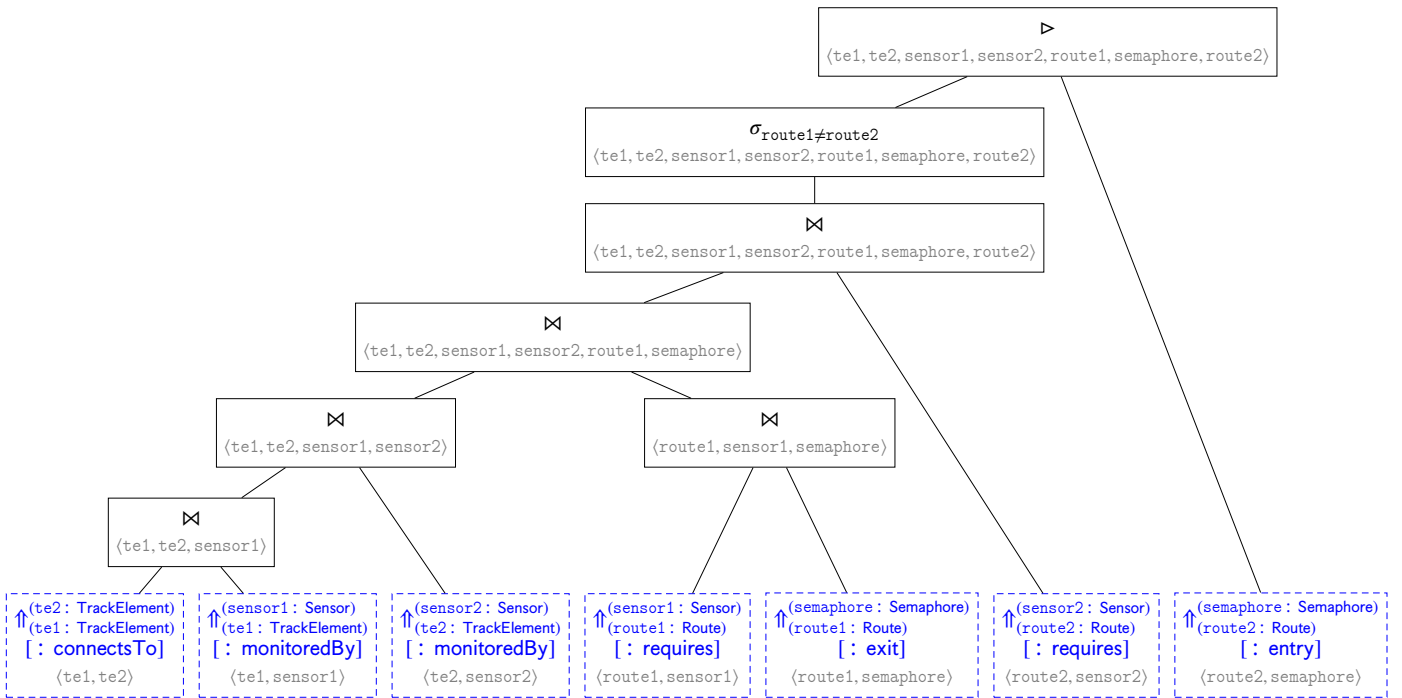 ▷
⟨te1, te2, sensor1, sensor2, route1, semaphore, route2⟩
σ route1≠route2
⟨te1, te2, sensor1, sensor2, route1, semaphore, route2⟩
⋈
⟨te1, te2, sensor1, sensor2, route1, semaphore, route2⟩
⋈
⟨te1, te2, sensor1, sensor2, route1, semaphore⟩
⋈
⟨te1, te2, sensor1, sensor2⟩
⋈
⟨route1, sensor1, semaphore⟩
⋈
⟨te1, te2, sensor1⟩
⇑(te2: TrackElement)
(te1: TrackElement)
[: connectsTo]
⟨te1, te2⟩
⇑(sensor1: Sensor)
(te1: TrackElement)
[: monitoredBy]
⟨te1, sensor1⟩
⇑(sensor2: Sensor)
(te2: TrackElement)
[: monitoredBy]
⟨te2, sensor2⟩
⇑(sensor1: Sensor)
(route1: Route)
[: requires]
⟨route1, sensor1⟩
⇑(semaphore: Semaphore)
(route1: Route)
[: exit]
⟨route1, semaphore⟩
⇑(sensor2: Sensor)
(route2: Route)
[: requires]
⟨route2, sensor2⟩
⇑(semaphore: Semaphore)
(route2: Route)
[: entry]
⟨route2, semaphore⟩